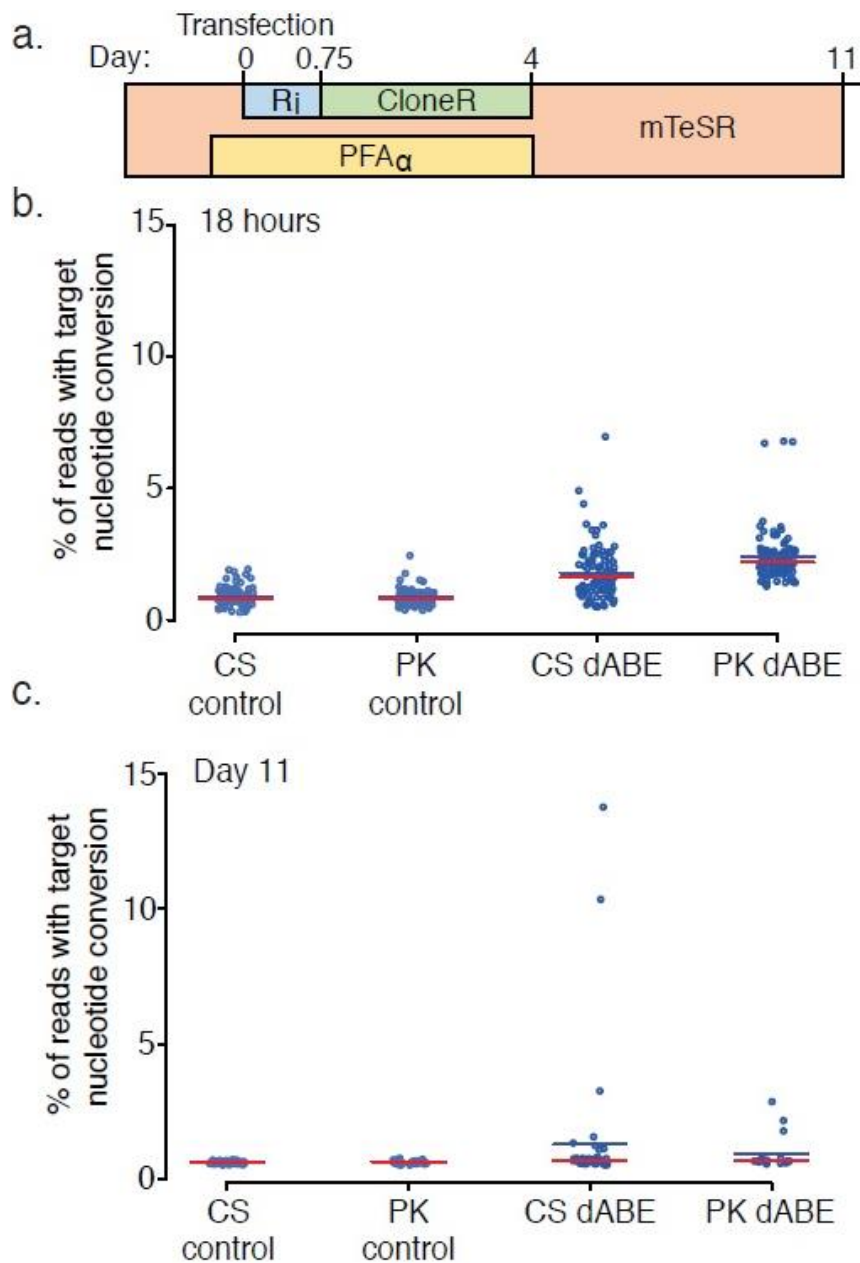 a.
Transfection
Day: 0 0.75 4 11
Ri CloneR
mTeSR
PFAα
b.
18 hours
% of reads with target
nucleotide conversion
15
10
5
0
CS
control
PK
control
CS dABE
PK dABE
c.
Day 11
% of reads with target
nucleotide conversion
15
10
5
0
CS
control
PK
control
CS dABE
PK dABE